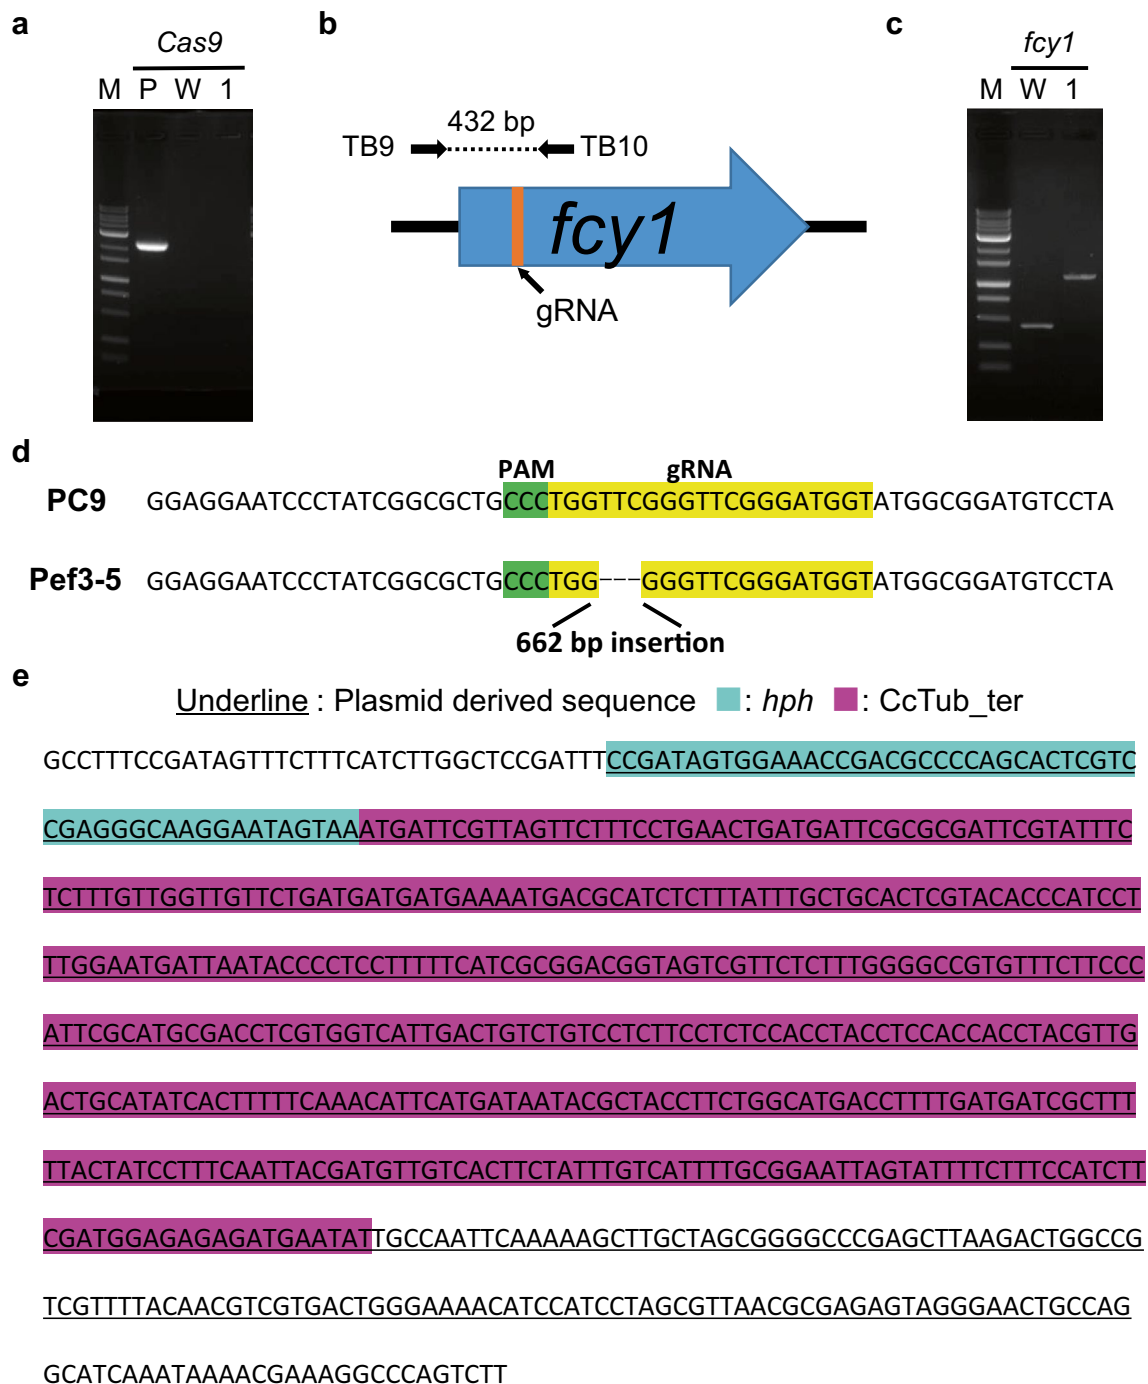 a
Cas9
M P W 1
b
432 bp
TB9
TB10
fcy1
gRNA
c
fcy1
M W 1
d
PAM
gRNA
PC9 GGAGGAATCCCTATCGGCGCTGCCCTGGTTCGGGTTCGGGATGGTATGGCGGATGTCCTA
Pef3-5 GGAGGAATCCCTATCGGCGCTGCCCTGG---GGGTTCGGGATGGTATGGCGGATGTCCTA
662 bp insertion
e
Underline : Plasmid derived sequence : hph : CcTub_ter
GCCTTTCCGATAGTTTCTTTCATCTTGGCTCCGATTTCCGATAGTGGAAACCGACGCCCCAGCACTCGTC
CGAGGGCAAGGAATAGTAAATGATTCGTTAGTTCTTTCCTGAACTGATGATTCGCGCGATTCGTATTTC
TCTTTGTTGGTTGTTCTGATGATGATGAAAATGACGCATCTCTTTATTTGCTGCACTCGTACACCCATCCT
TTGGAATGATTAATACCCCTCCTTTTTCATCGCGGACGGTAGTCGTTCTCTTTGGGGCCGTGTTTCTTCCC
ATTCGCATGCGACCTCGTGGTCATTGACTGTCTGTCCTCTTCCTCTCCACCTACCTCCACCACCTACGTTG
ACTGCATATCACTTTTTCAAACATTCATGATAATACGCTACCTTCTGGCATGACCTTTTGATGATCGCTTT
TTACTATCCTTTCAATTACGATGTTGTCACTTCTATTTGTCATTTTGCGGAATTAGTATTTTCTTTCCATCTT
CGATGGAGAGAGATGAATATTGCCAATTCAAAAAGCTTGCTAGCGGGGCCCGAGCTTAAGACTGGCCG
TCGTTTTACAACGTCGTGACTGGGAAAACATCCATCCTAGCGTTAACGCGAGAGTAGGGAACTGCCAG
GCATCAAATAAAACGAAAGGCCCAGTCTT